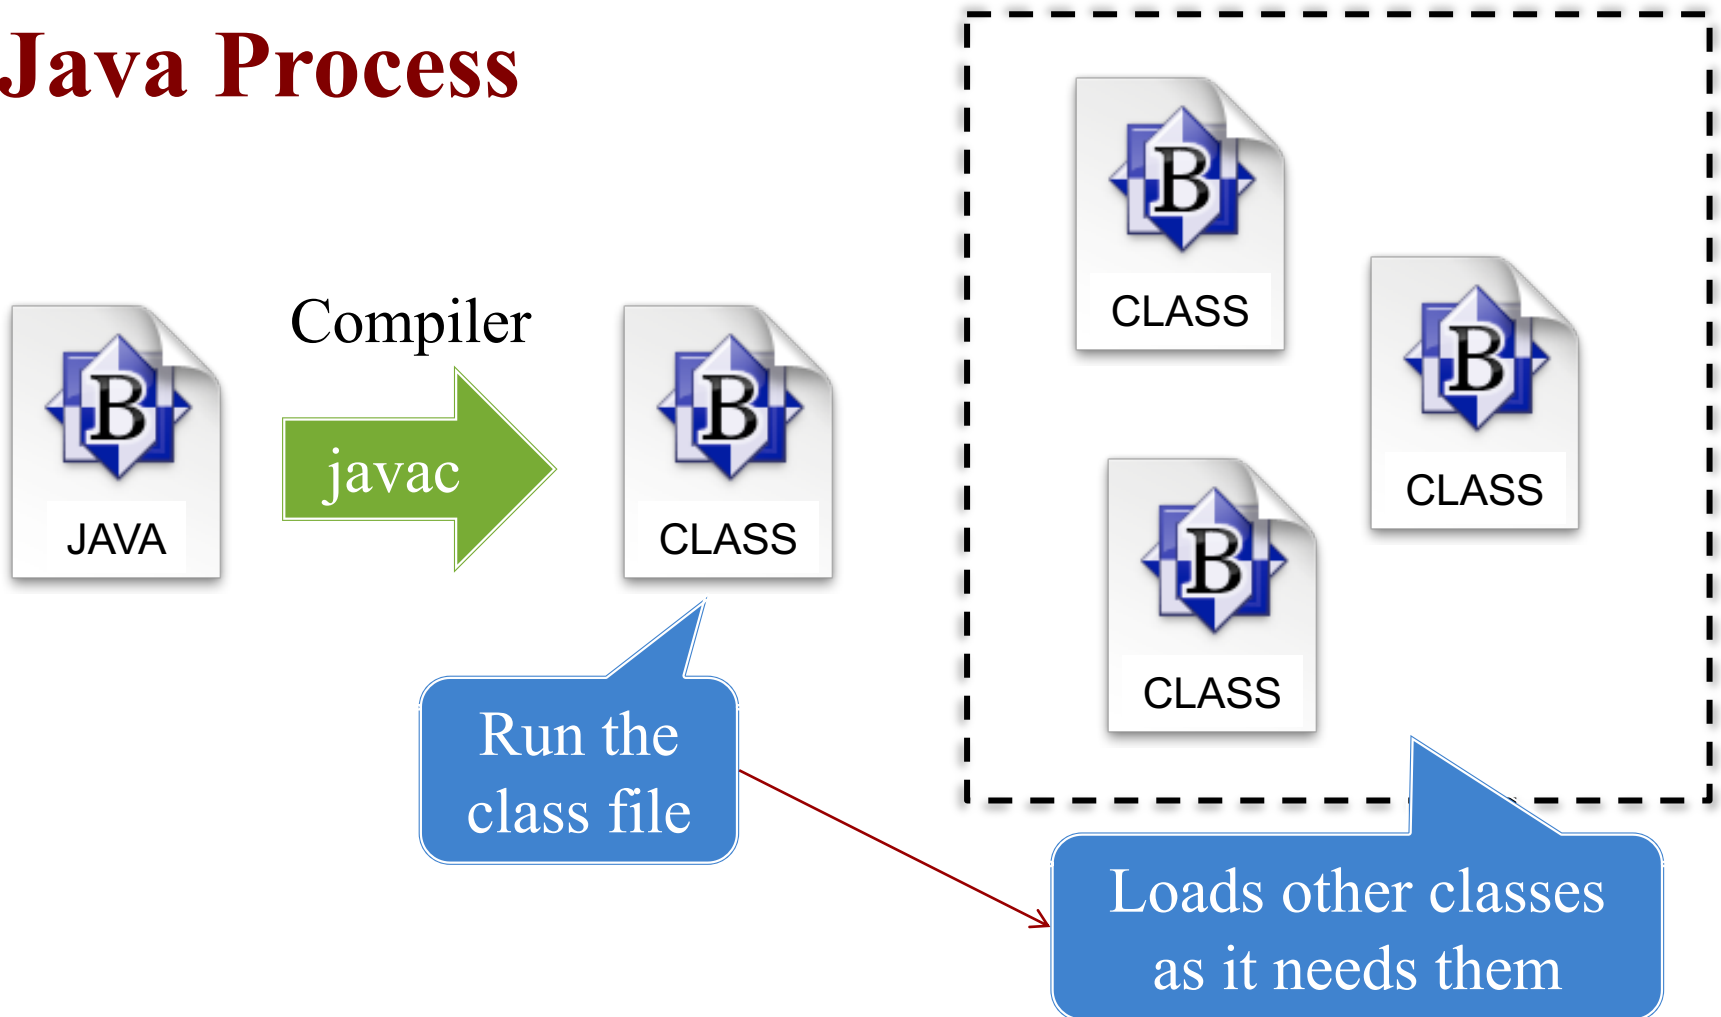 Java Process
Compiler
javac
B
JAVA
B
CLASS
B
CLASS
B
CLASS
B
CLASS
Run the
class file
Loads other classes
as it needs them